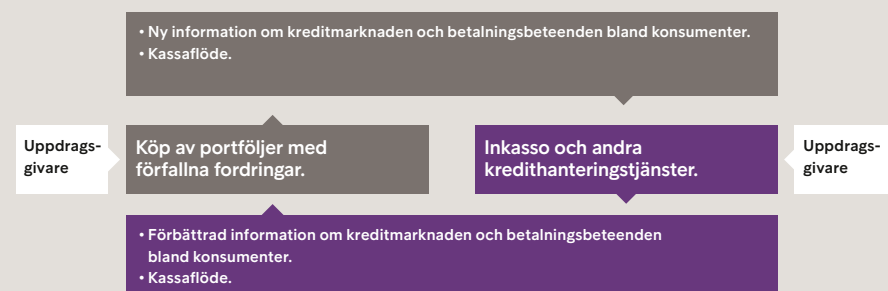 • Ny information om kreditmarknaden och betalningsbeteenden bland konsumenter.
• Kassaflöde.
Uppdrags-
givare
Köp av portföljer med
förfallna fordringar.
Inkasso och andra
kredithanteringstjänster.
Uppdrags-
givare
• Förbättrad information om kreditmarknaden och betalningsbeteenden
bland konsumenter.
• Kassaflöde.